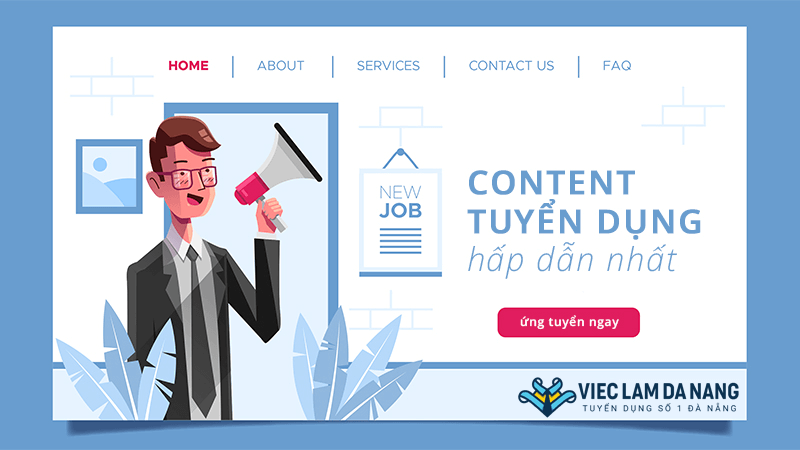 HOME ABOUT SERVICES CONTACT US FAQ
NEW
JOB
CONTENT
TUYỂN DỤNG
hấp dẫn nhất
ứng tuyển ngay
VIEC LAM DA NANG
TUYỂN DỤNG SỐ 1 ĐÀ NẴNG